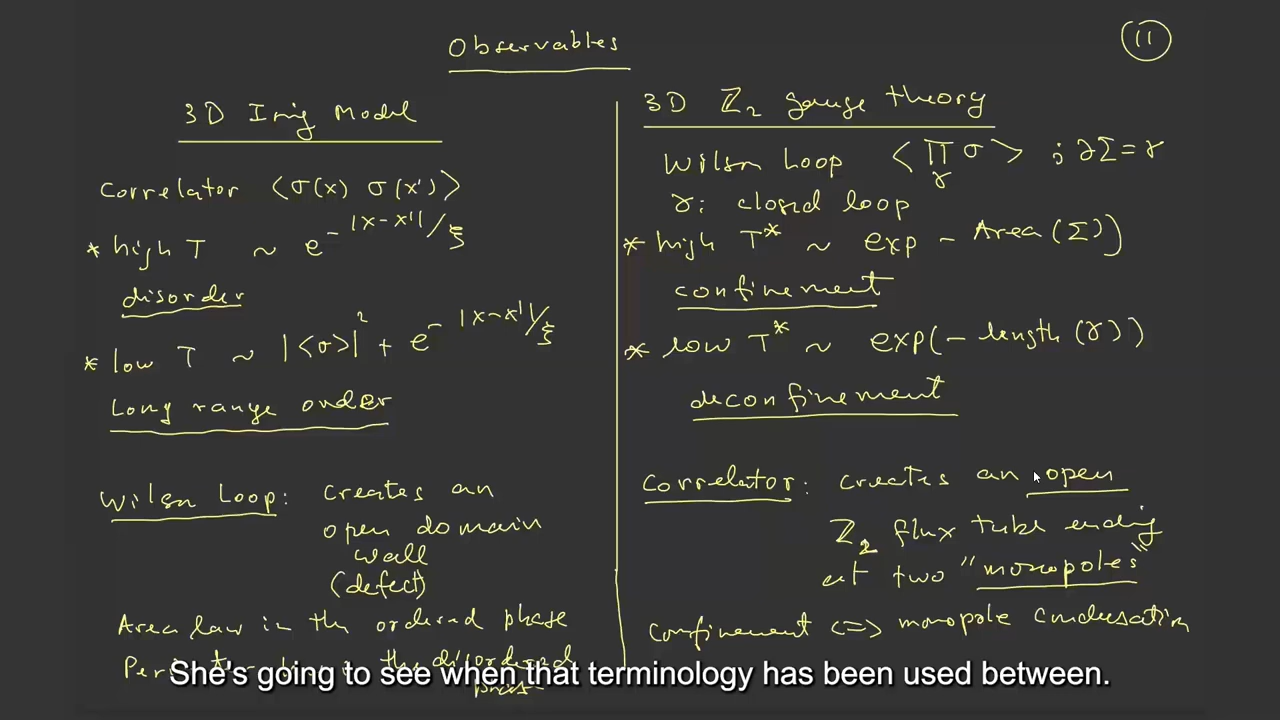 Observables
11
3D Ising Model
Correlator ⟨σ(x) σ(x')⟩
* high T ~ e^{-|x-x'|/ξ}
disorder
* low T ~ |⟨σ⟩|² + e^{-|x-x'|/ξ}
Long range order
Wilson Loop: creates an
open domain
wall
(defect)
Area law in the ordered phase
3D ℤ₂ gauge theory
Wilson Loop ⟨∏_γ σ⟩ ; ∂Σ=γ
γ: closed loop
* high T* ~ exp - Area (Σ))
confinement
* low T* ~ exp(- length (γ))
deconfinement
Correlator: creates an open
ℤ₂ flux tube ending
at two "monopoles"
Confinement <=> monopole condensation
She's going to see when that terminology has been used between.